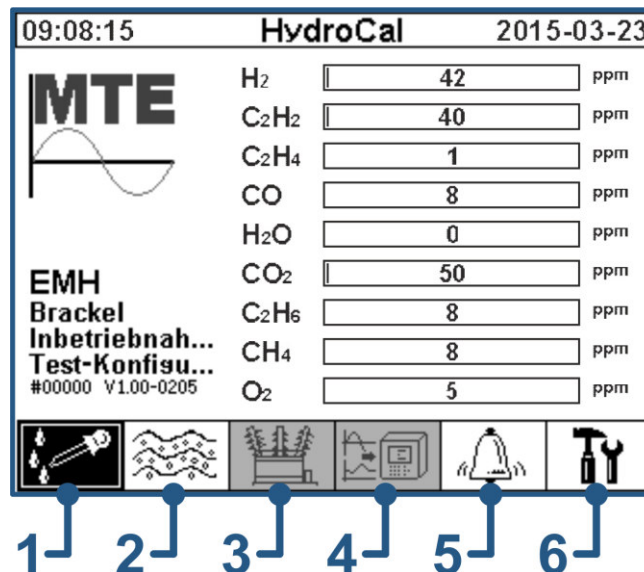 09:08:15 HydroCal 2015-03-23
MTE
H2 42 ppm
C2H2 40 ppm
C2H4 1 ppm
CO 8 ppm
H2O 0 ppm
CO2 50 ppm
C2H6 8 ppm
CH4 8 ppm
O2 5 ppm
EMH
Brackel
Inbetriebnah...
Test-Konfigu...
#00000 V1.00-0205
1 2 3 4 5 6